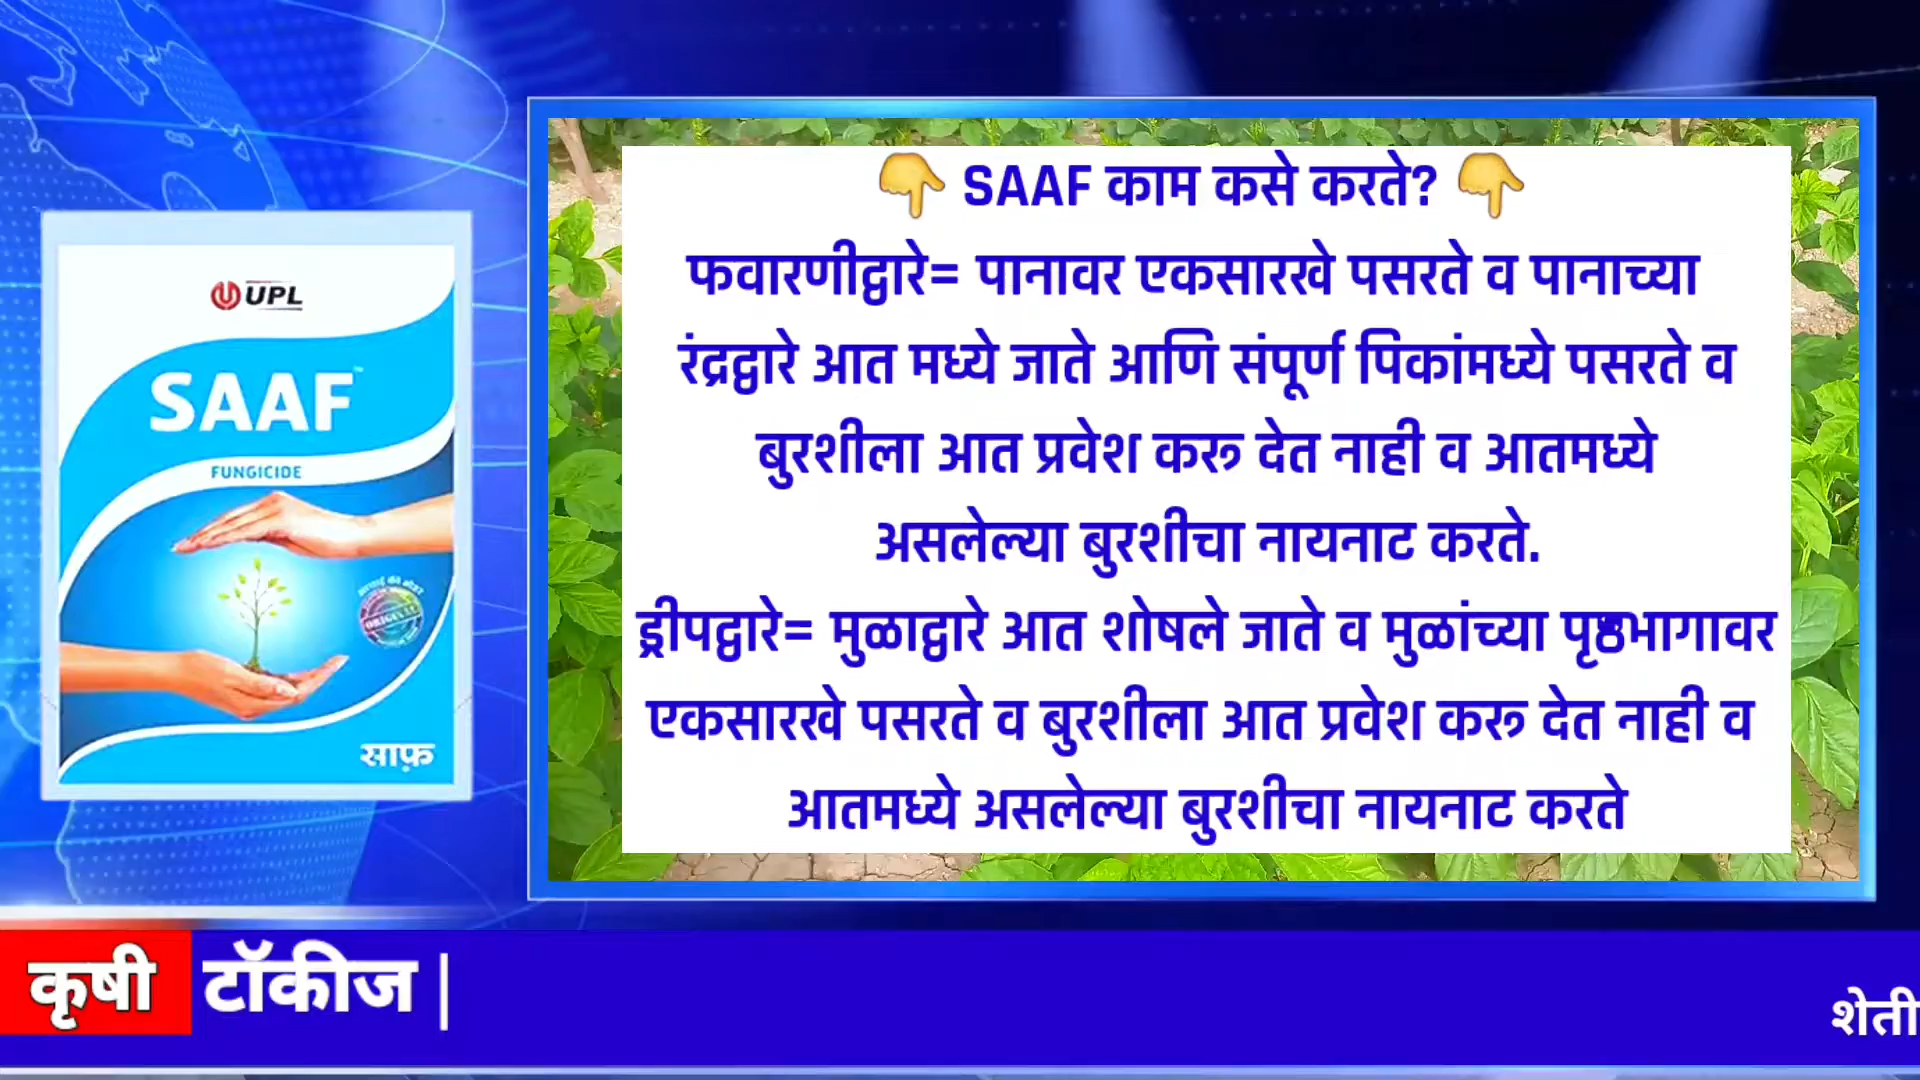 UPL
SAAF
FUNGICIDE
ORIGINAL
साफ़
👇 SAAF काम कसे करते? 👇
फवारणीद्वारे= पानावर एकसारखे पसरते व पानाच्या
रंद्रद्वारे आत मध्ये जाते आणि संपूर्ण पिकांमध्ये पसरते व
बुरशीला आत प्रवेश करू देत नाही व आतमध्ये
असलेल्या बुरशीचा नायनाट करते.
ड्रीपद्वारे= मुळाद्वारे आत शोषले जाते व मुळांच्या पृष्ठभागावर
एकसारखे पसरते व बुरशीला आत प्रवेश करू देत नाही व
आतमध्ये असलेल्या बुरशीचा नायनाट करते
कृषी टॉकीज |
शेती